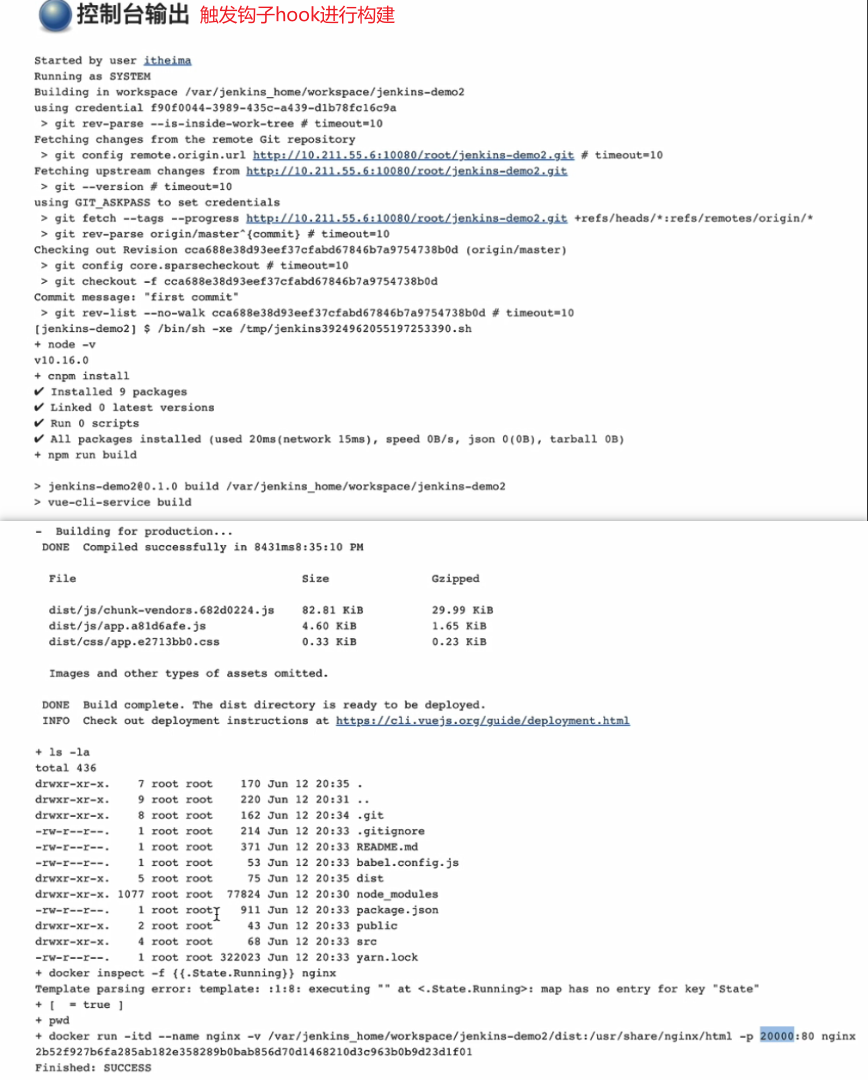 控制台输出 触发钩子hook进行构建
Started by user itheima
Running as SYSTEM
Building in workspace /var/jenkins_home/workspace/jenkins-demo2
using credential f90f0044-3989-435c-a439-d1b78fc16c9a
> git rev-parse --is-inside-work-tree # timeout=10
Fetching changes from the remote Git repository
> git config remote.origin.url http://10.211.55.6:10080/root/jenkins-demo2.git # timeout=10
Fetching upstream changes from http://10.211.55.6:10080/root/jenkins-demo2.git
> git --version # timeout=10
using GIT_ASKPASS to set credentials
> git fetch --tags --progress http://10.211.55.6:10080/root/jenkins-demo2.git +refs/heads/*:refs/remotes/origin/*
> git rev-parse origin/master^{commit} # timeout=10
Checking out Revision cca688e38d93eef37cfabd67846b7a9754738b0d (origin/master)
> git config core.sparsecheckout # timeout=10
> git checkout -f cca688e38d93eef37cfabd67846b7a9754738b0d
Commit message: "first commit"
> git rev-list --no-walk cca688e38d93eef37cfabd67846b7a9754738b0d # timeout=10
[jenkins-demo2] $ /bin/sh -xe /tmp/jenkins3924962055197253390.sh
+ node -v
v10.16.0
+ cnpm install
✔ Installed 9 packages
✔ Linked 0 latest versions
✔ Run 0 scripts
✔ All packages installed (used 20ms(network 15ms), speed 0B/s, json 0(0B), tarball 0B)
+ npm run build
> jenkins-demo2@0.1.0 build /var/jenkins_home/workspace/jenkins-demo2
> vue-cli-service build
- Building for production...
DONE Compiled successfully in 8431ms8:35:10 PM
File Size Gzipped
dist/js/chunk-vendors.682d0224.js 82.81 KiB 29.99 KiB
dist/js/app.a81d6afe.js 4.60 KiB 1.65 KiB
dist/css/app.e2713bb0.css 0.33 KiB 0.23 KiB
Images and other types of assets omitted.
DONE Build complete. The dist directory is ready to be deployed.
INFO Check out deployment instructions at https://cli.vuejs.org/guide/deployment.html
+ ls -la
total 436
drwxr-xr-x. 7 root root 170 Jun 12 20:35 .
drwxr-xr-x. 9 root root 220 Jun 12 20:31 ..
drwxr-xr-x. 8 root root 162 Jun 12 20:34 .git
-rw-r--r--. 1 root root 214 Jun 12 20:33 .gitignore
-rw-r--r--. 1 root root 371 Jun 12 20:33 README.md
-rw-r--r--. 1 root root 53 Jun 12 20:33 babel.config.js
drwxr-xr-x. 5 root root 75 Jun 12 20:35 dist
drwxr-xr-x. 1077 root root 77824 Jun 12 20:30 node_modules
-rw-r--r--. 1 root root 911 Jun 12 20:33 package.json
drwxr-xr-x. 2 root root 43 Jun 12 20:33 public
drwxr-xr-x. 4 root root 68 Jun 12 20:33 src
-rw-r--r--. 1 root root 322023 Jun 12 20:33 yarn.lock
+ docker inspect -f {{.State.Running}} nginx
Template parsing error: template: :1:8: executing "" at <.State.Running>: map has no entry for key "State"
+ [ = true ]
+ pwd
+ docker run -itd --name nginx -v /var/jenkins_home/workspace/jenkins-demo2/dist:/usr/share/nginx/html -p 20000:80 nginx
2b52f927b6fa285ab182e358289b0bab856d70d1468210d3c963b0b9d23d1f01
Finished: SUCCESS